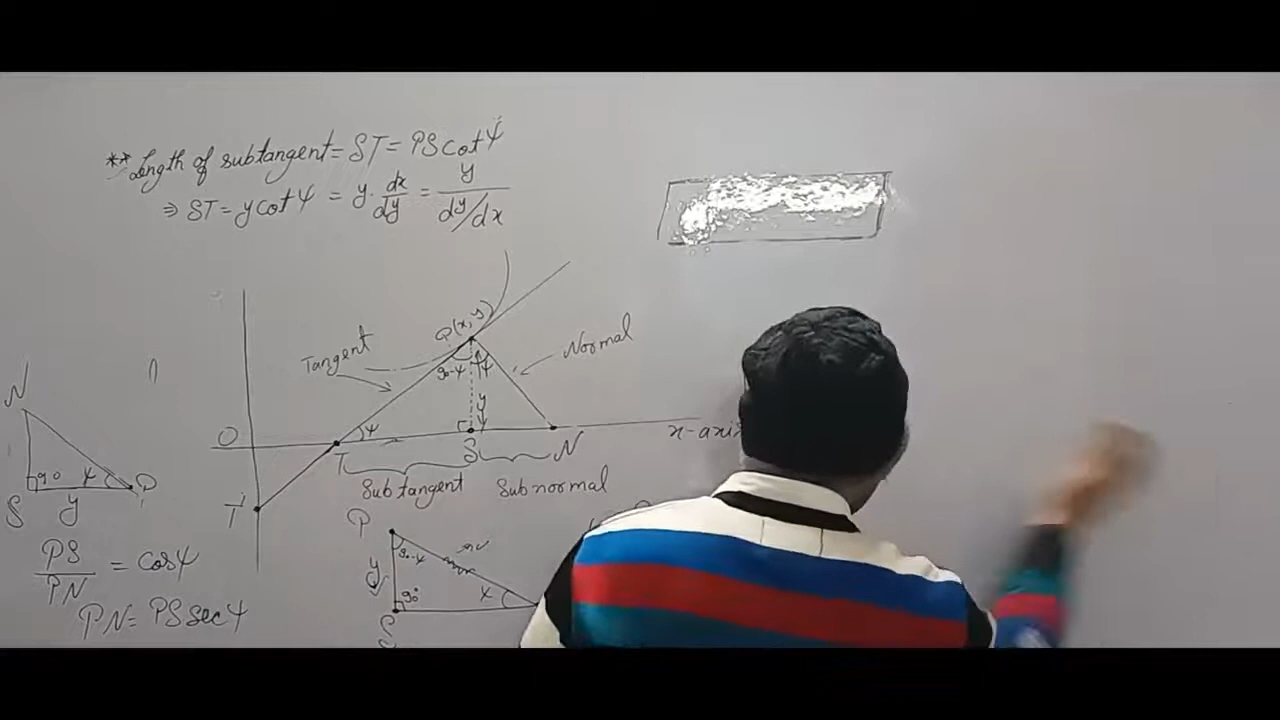 ** Length of subtangent = ST = PS cot ψ
⇒ ST = y cot ψ = y. dx/dy = y/dy/dx
P(x, y)
Tangent
Normal
90-ψ
ψ
y
ψ
O
T
S
N
x-axis
Subtangent
Subnormal
T'
N
90
ψ
S
y
P
PS/PN = cos ψ
PN = PS sec ψ
P
90-ψ
y
90°
ψ
S